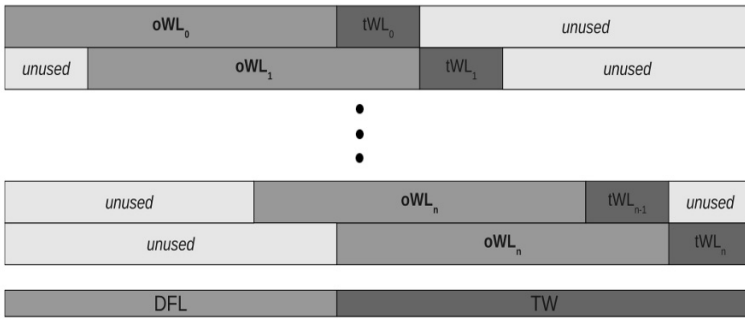 oWL₀ tWL₀ unused
unused oWL₁ tWL₁ unused
unused oWLₙ tWLₙ₋₁ unused
unused oWLₙ tWLₙ
DFL TW